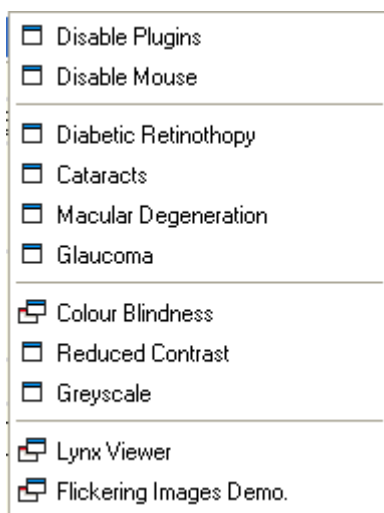 Disable Plugins
Disable Mouse
Diabetic Retinothopy
Cataracts
Macular Degeneration
Glaucoma
Colour Blindness
Reduced Contrast
Greyscale
Lynx Viewer
Flickering Images Demo.